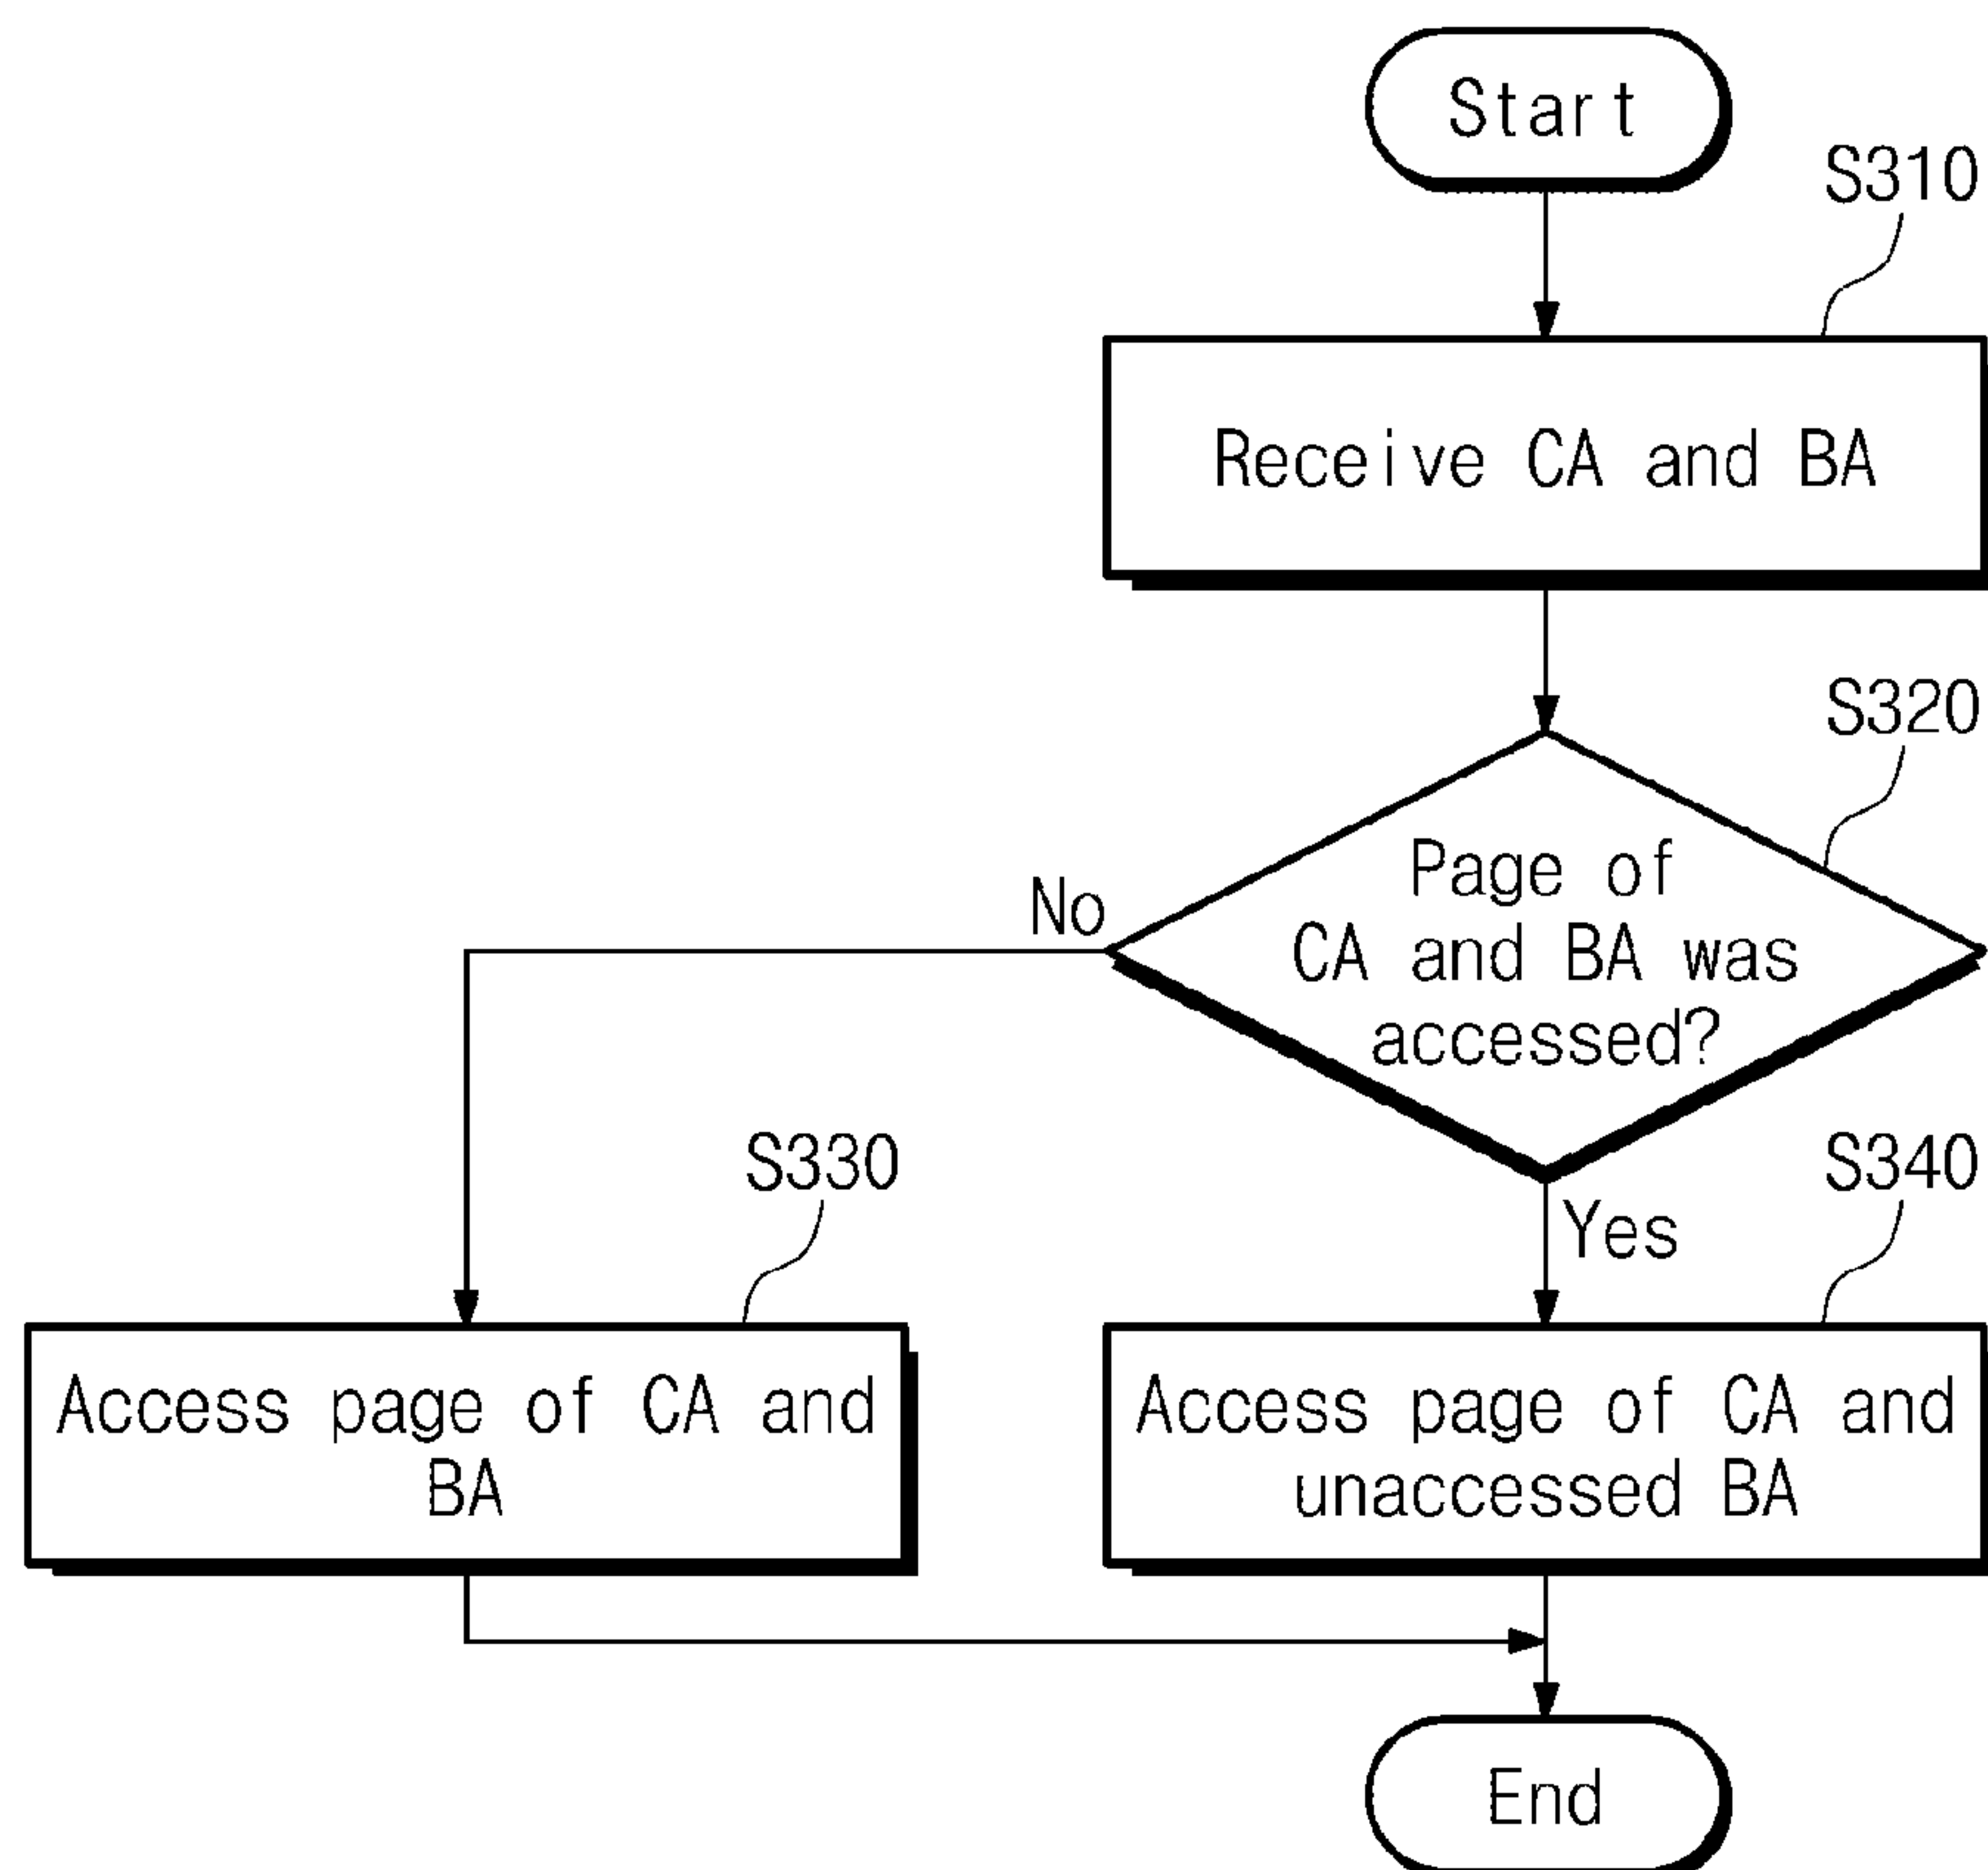 Start
S310
Receive CA and BA
S320
Page of
CA and BA was
accessed?
No
Yes
S330
Access page of CA and
BA
S340
Access page of CA and
unaccessed BA
End